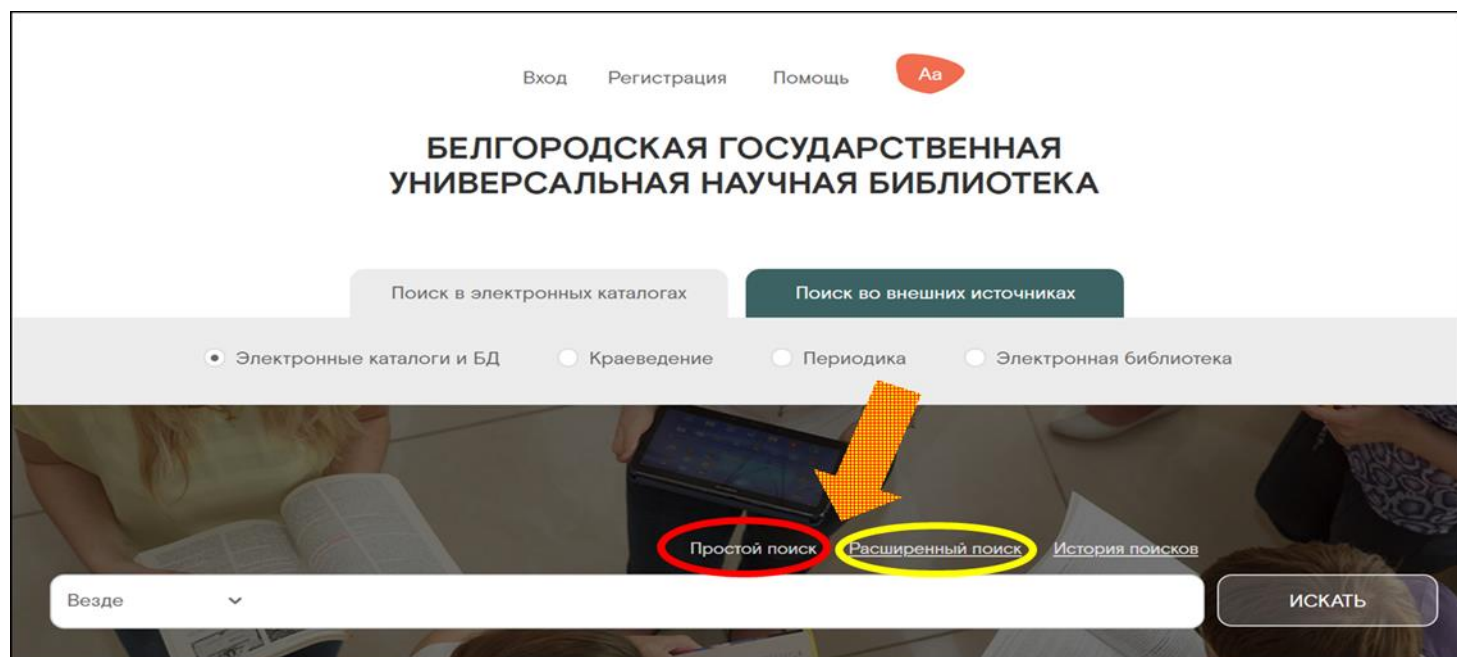 Вход Регистрация Помощь Аа
БЕЛГОРОДСКАЯ ГОСУДАРСТВЕННАЯ
УНИВЕРСАЛЬНАЯ НАУЧНАЯ БИБЛИОТЕКА
Поиск в электронных каталогах Поиск во внешних источниках
Электронные каталоги и БД Краеведение Периодика Электронная библиотека
Простой поиск Расширенный поиск История поисков
Везде ИСКАТЬ